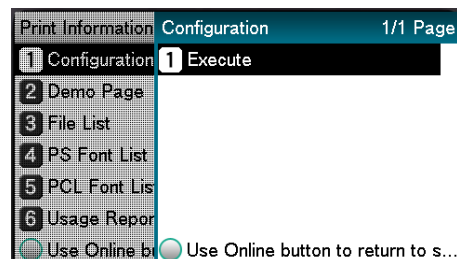 Print Information
1 Configuration
2 Demo Page
3 File List
4 PS Font List
5 PCL Font Lis
6 Usage Repor
Use Online b
Configuration 1/1 Page
1 Execute
Use Online button to return to s...